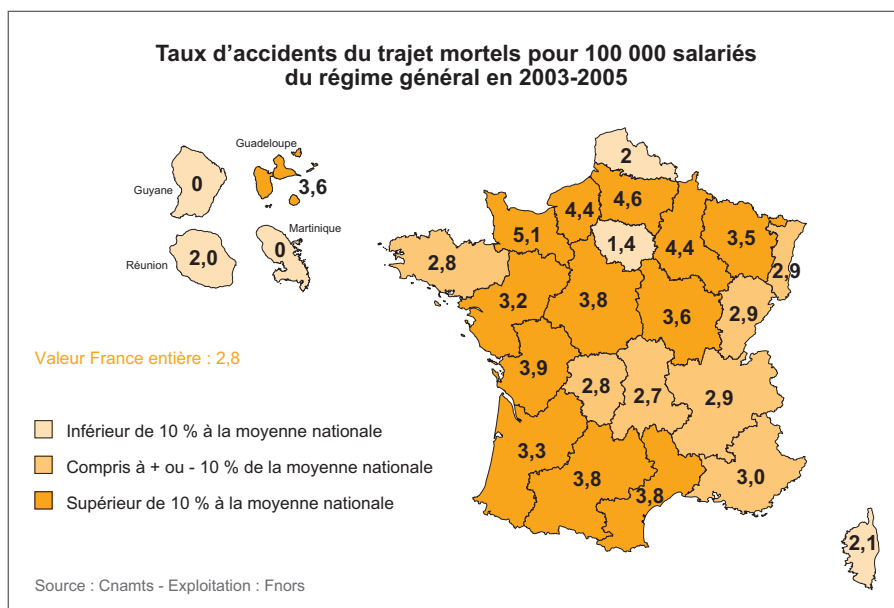 Taux d'accidents du trajet mortels pour 100 000 salariés
du régime général en 2003-2005
Guadeloupe
Guyane
0
3,6
Martinique
Réunion
2,0
0
2
4,6
4,4
5,1
1,4
4,4
3,5
2,9
2,8
3,2
3,8
3,6
2,9
Valeur France entière : 2,8
3,9
2,8
2,7
2,9
Inférieur de 10 % à la moyenne nationale
Compris à + ou - 10 % de la moyenne nationale
Supérieur de 10 % à la moyenne nationale
3,3
3,8
3,8
3,0
2,1
Source : Cnamts - Exploitation : Fnors